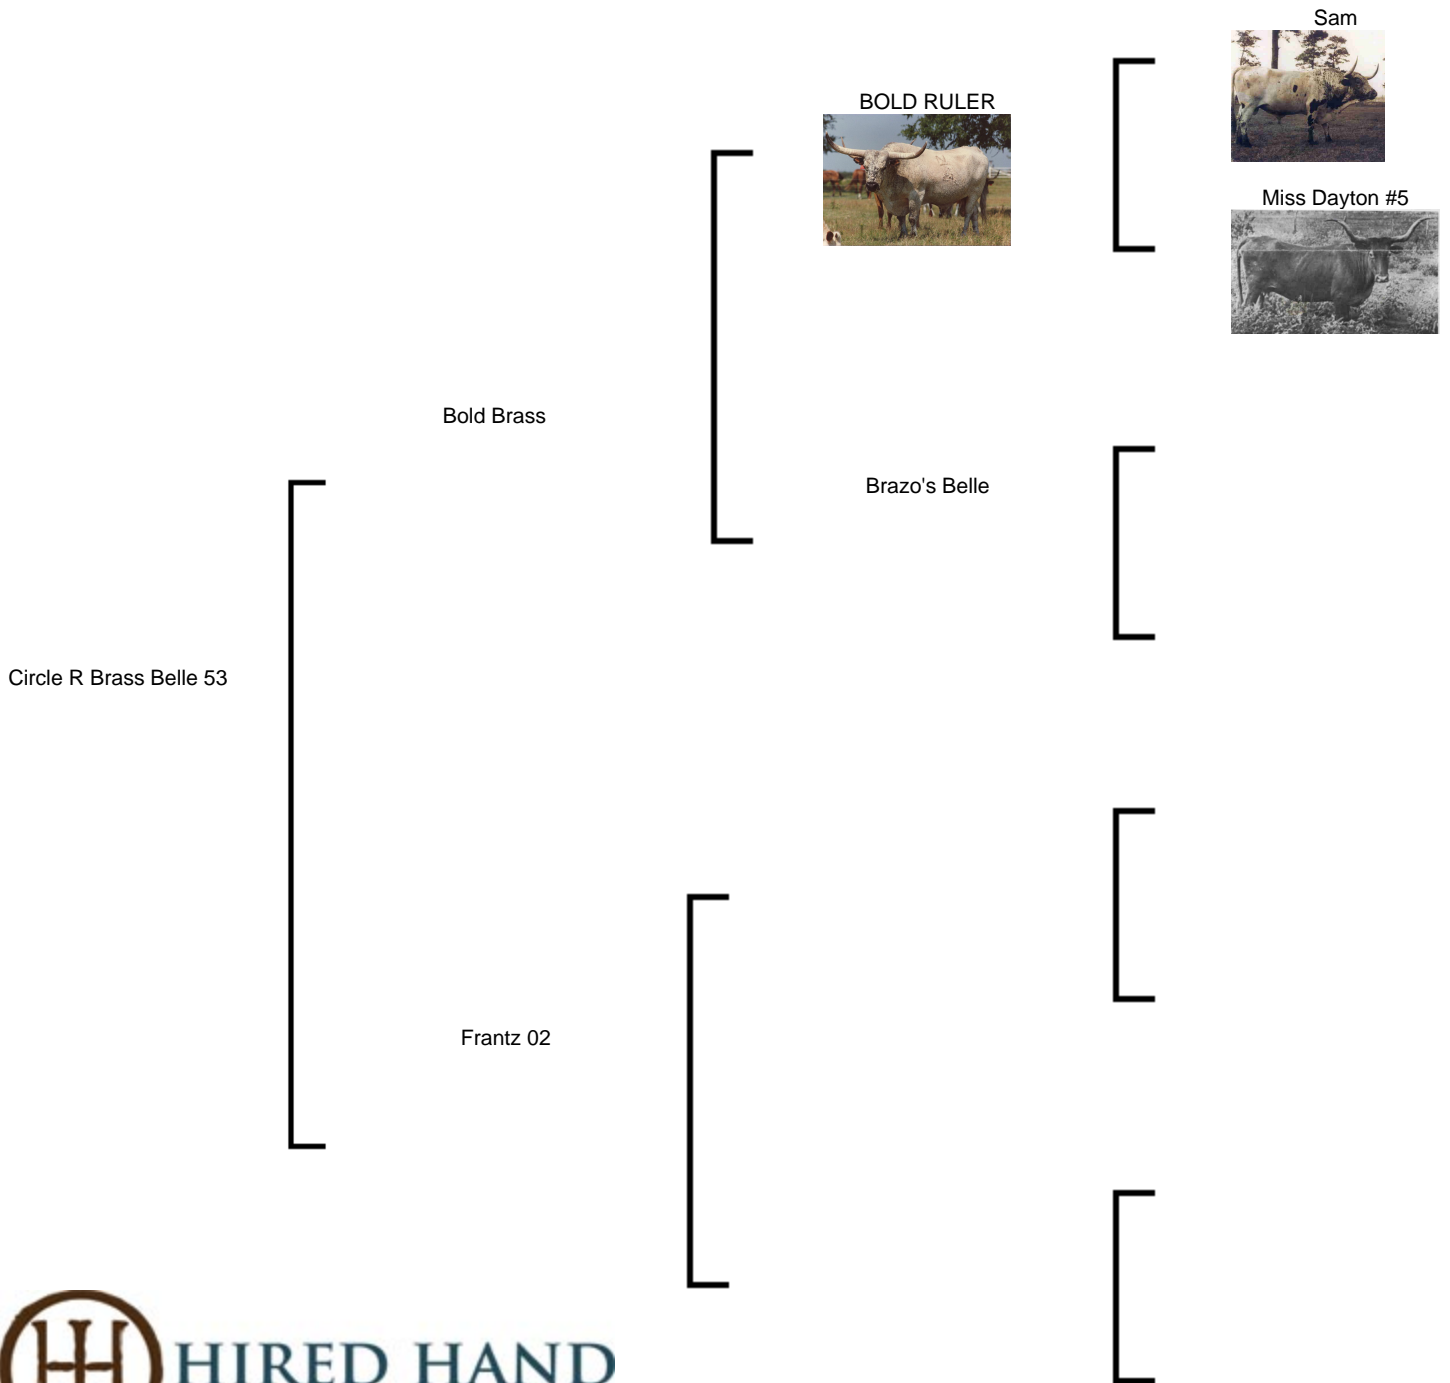 Sam
BOLD RULER
Miss Dayton #5
Bold Brass
Brazo's Belle
Circle R Brass Belle 53
Frantz 02
HIRED HAND